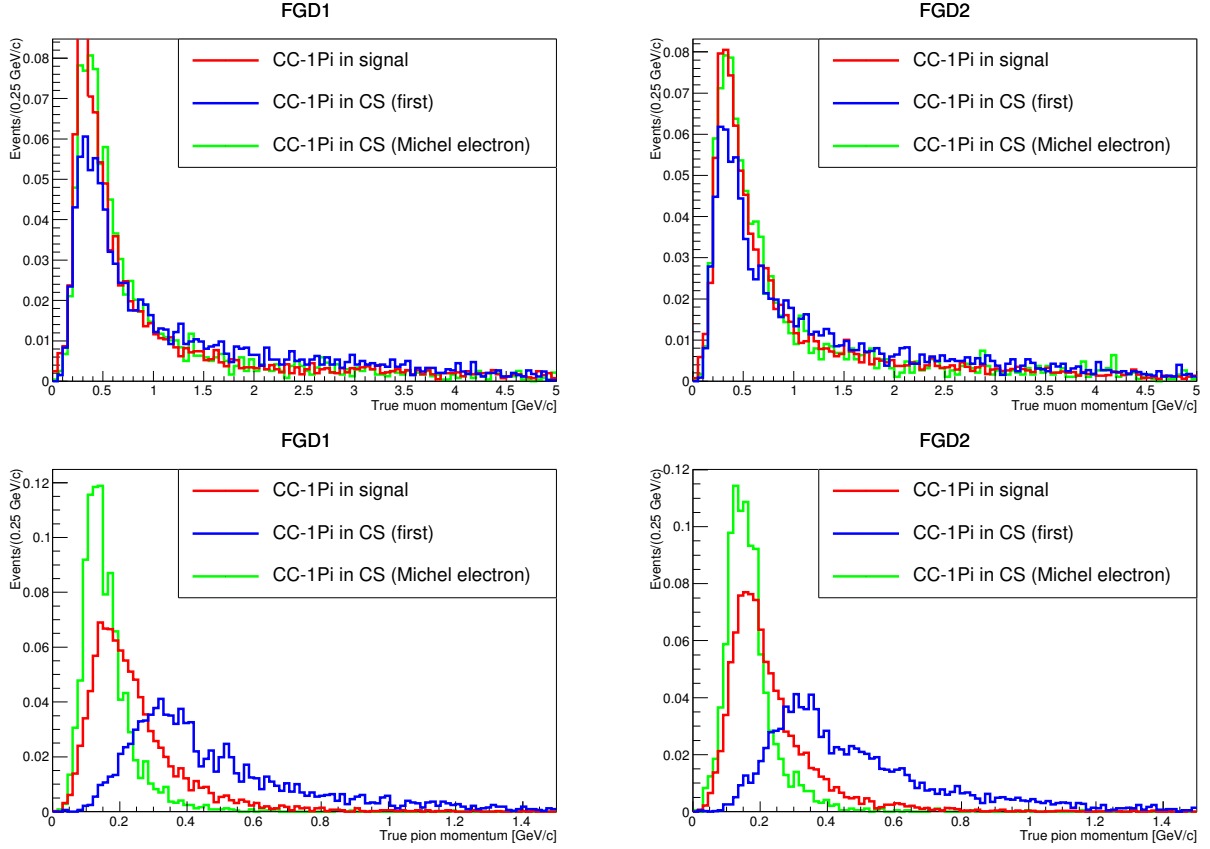 FGD1
Events/(0.25 GeV/c)
0.08
0.07
0.06
0.05
0.04
0.03
0.02
0.01
0
CC-1Pi in signal
CC-1Pi in CS (first)
CC-1Pi in CS (Michel electron)
0 0.5 1 1.5 2 2.5 3 3.5 4 4.5 5
True muon momentum [GeV/c]
FGD2
Events/(0.25 GeV/c)
0.08
0.07
0.06
0.05
0.04
0.03
0.02
0.01
0
CC-1Pi in signal
CC-1Pi in CS (first)
CC-1Pi in CS (Michel electron)
0 0.5 1 1.5 2 2.5 3 3.5 4 4.5 5
True muon momentum [GeV/c]
FGD1
Events/(0.25 GeV/c)
0.12
0.1
0.08
0.06
0.04
0.02
0
CC-1Pi in signal
CC-1Pi in CS (first)
CC-1Pi in CS (Michel electron)
0 0.2 0.4 0.6 0.8 1 1.2 1.4
True pion momentum [GeV/c]
FGD2
Events/(0.25 GeV/c)
0.12
0.1
0.08
0.06
0.04
0.02
0
CC-1Pi in signal
CC-1Pi in CS (first)
CC-1Pi in CS (Michel electron)
0 0.2 0.4 0.6 0.8 1 1.2 1.4
True pion momentum [GeV/c]